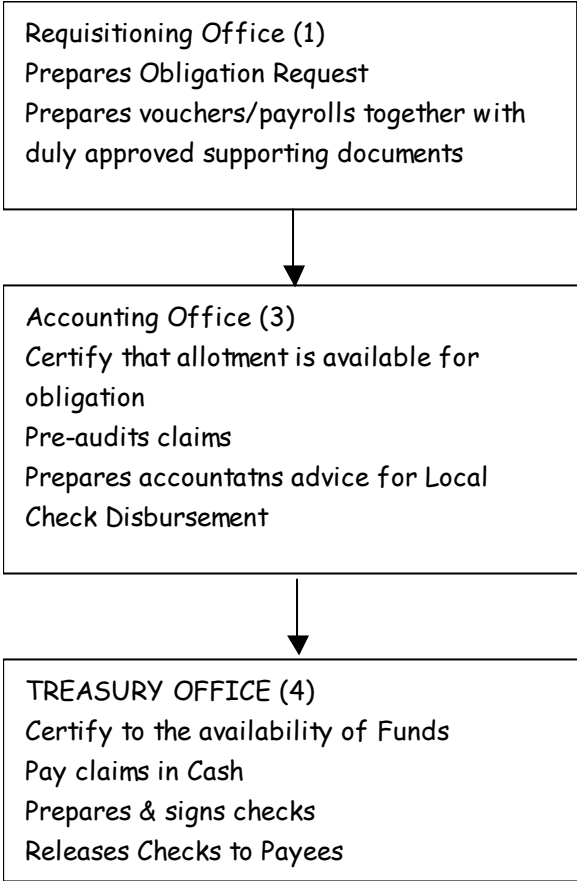 Requisitioning Office (1)
Prepares Obligation Request
Prepares vouchers/payrolls together with
duly approved supporting documents
Accounting Office (3)
Certify that allotment is available for
obligation
Pre-audits claims
Prepares accountatns advice for Local
Check Disbursement
TREASURY OFFICE (4)
Certify to the availability of Funds
Pay claims in Cash
Prepares & signs checks
Releases Checks to Payees